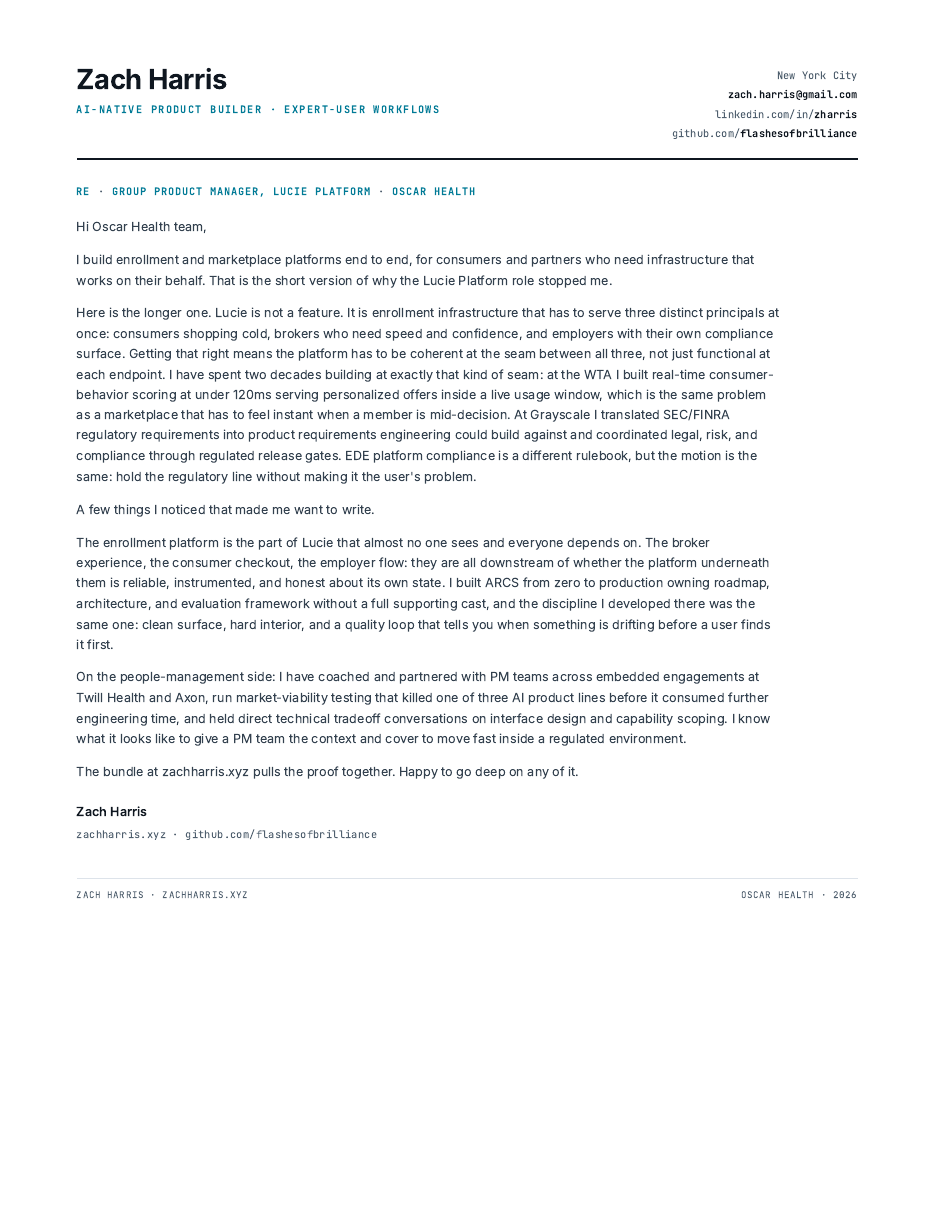 Zach Harris
AI-NATIVE PRODUCT BUILDER · EXPERT-USER WORKFLOWS
New York City
zach.harris@gmail.com
linkedin.com/in/zharris
github.com/flashesofbrilliance
RE · GROUP PRODUCT MANAGER, LUCIE PLATFORM · OSCAR HEALTH
Hi Oscar Health team,
I build enrollment and marketplace platforms end to end, for consumers and partners who need infrastructure that
works on their behalf. That is the short version of why the Lucie Platform role stopped me.
Here is the longer one. Lucie is not a feature. It is enrollment infrastructure that has to serve three distinct principals at
once: consumers shopping cold, brokers who need speed and confidence, and employers with their own compliance
surface. Getting that right means the platform has to be coherent at the seam between all three, not just functional at
each endpoint. I have spent two decades building at exactly that kind of seam: at the WTA I built real-time consumer-
behavior scoring at under 120ms serving personalized offers inside a live usage window, which is the same problem
as a marketplace that has to feel instant when a member is mid-decision. At Grayscale I translated SEC/FINRA
regulatory requirements into product requirements engineering could build against and coordinated legal, risk, and
compliance through regulated release gates. EDE platform compliance is a different rulebook, but the motion is the
same: hold the regulatory line without making it the user's problem.
A few things I noticed that made me want to write.
The enrollment platform is the part of Lucie that almost no one sees and everyone depends on. The broker
experience, the consumer checkout, the employer flow: they are all downstream of whether the platform underneath
them is reliable, instrumented, and honest about its own state. I built ARCS from zero to production owning roadmap,
architecture, and evaluation framework without a full supporting cast, and the discipline I developed there was the
same one: clean surface, hard interior, and a quality loop that tells you when something is drifting before a user finds
it first.
On the people-management side: I have coached and partnered with PM teams across embedded engagements at
Twill Health and Axon, run market-viability testing that killed one of three AI product lines before it consumed further
engineering time, and held direct technical tradeoff conversations on interface design and capability scoping. I know
what it looks like to give a PM team the context and cover to move fast inside a regulated environment.
The bundle at zachharris.xyz pulls the proof together. Happy to go deep on any of it.
Zach Harris
zachharris.xyz · github.com/flashesofbrilliance
ZACH HARRIS · ZACHHARRIS.XYZ
OSCAR HEALTH · 2026